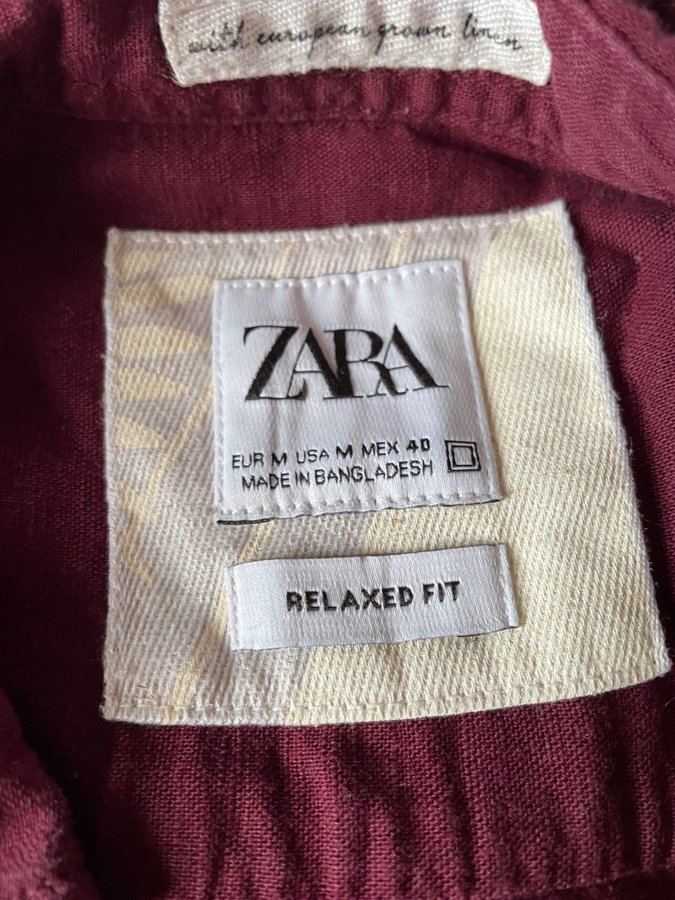 with european grown linen
ZARA
EUR M USA M MEX 40
MADE IN BANGLADESH
RELAXED FIT